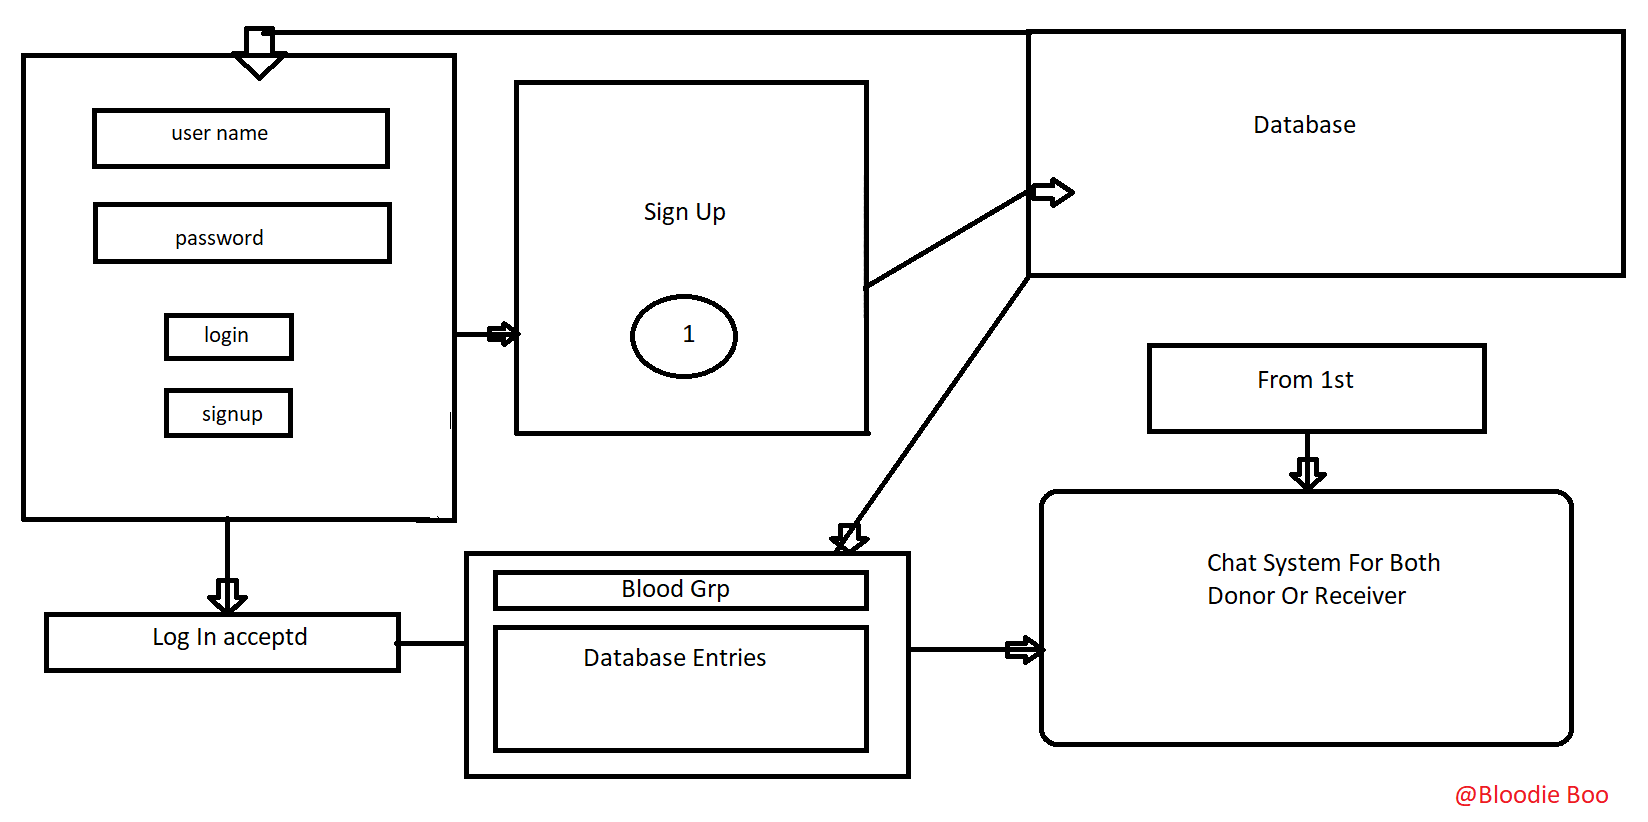 user name
password
login
signup
Sign Up
1
Database
From 1st
Log In acceptd
Blood Grp
Database Entries
Chat System For Both
Donor Or Receiver
@Bloodie Boo